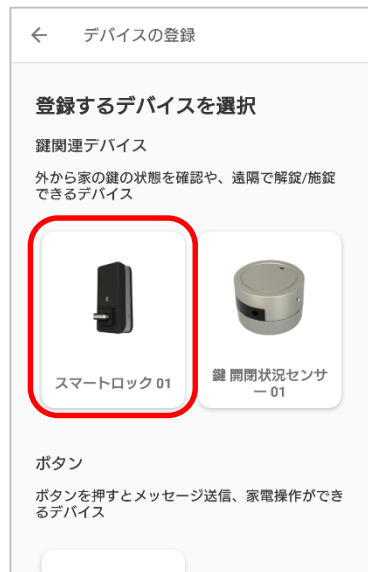 デバイスの登録
登録するデバイスを選択
鍵関連デバイス
外から家の鍵の状態を確認や、遠隔で解錠/施錠
できるデバイス
スマートロック 01
鍵 開閉状況センサ
ー 01
ボタン
ボタンを押すとメッセージ送信、家電操作ができ
るデバイス